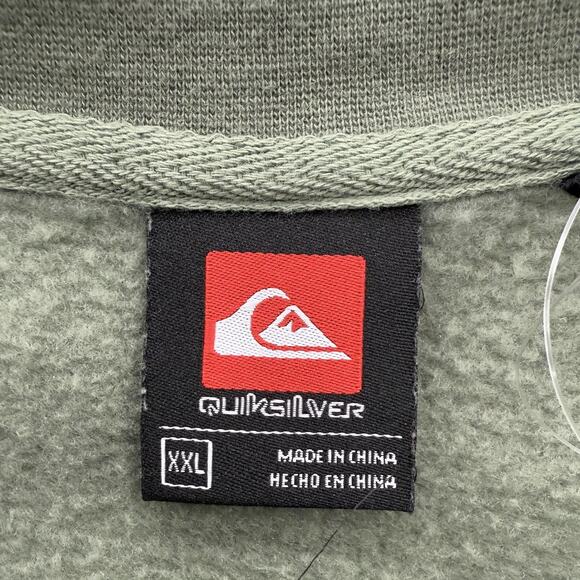 QUIKSILVER
XXL
MADE IN CHINA
HECHO EN CHINA